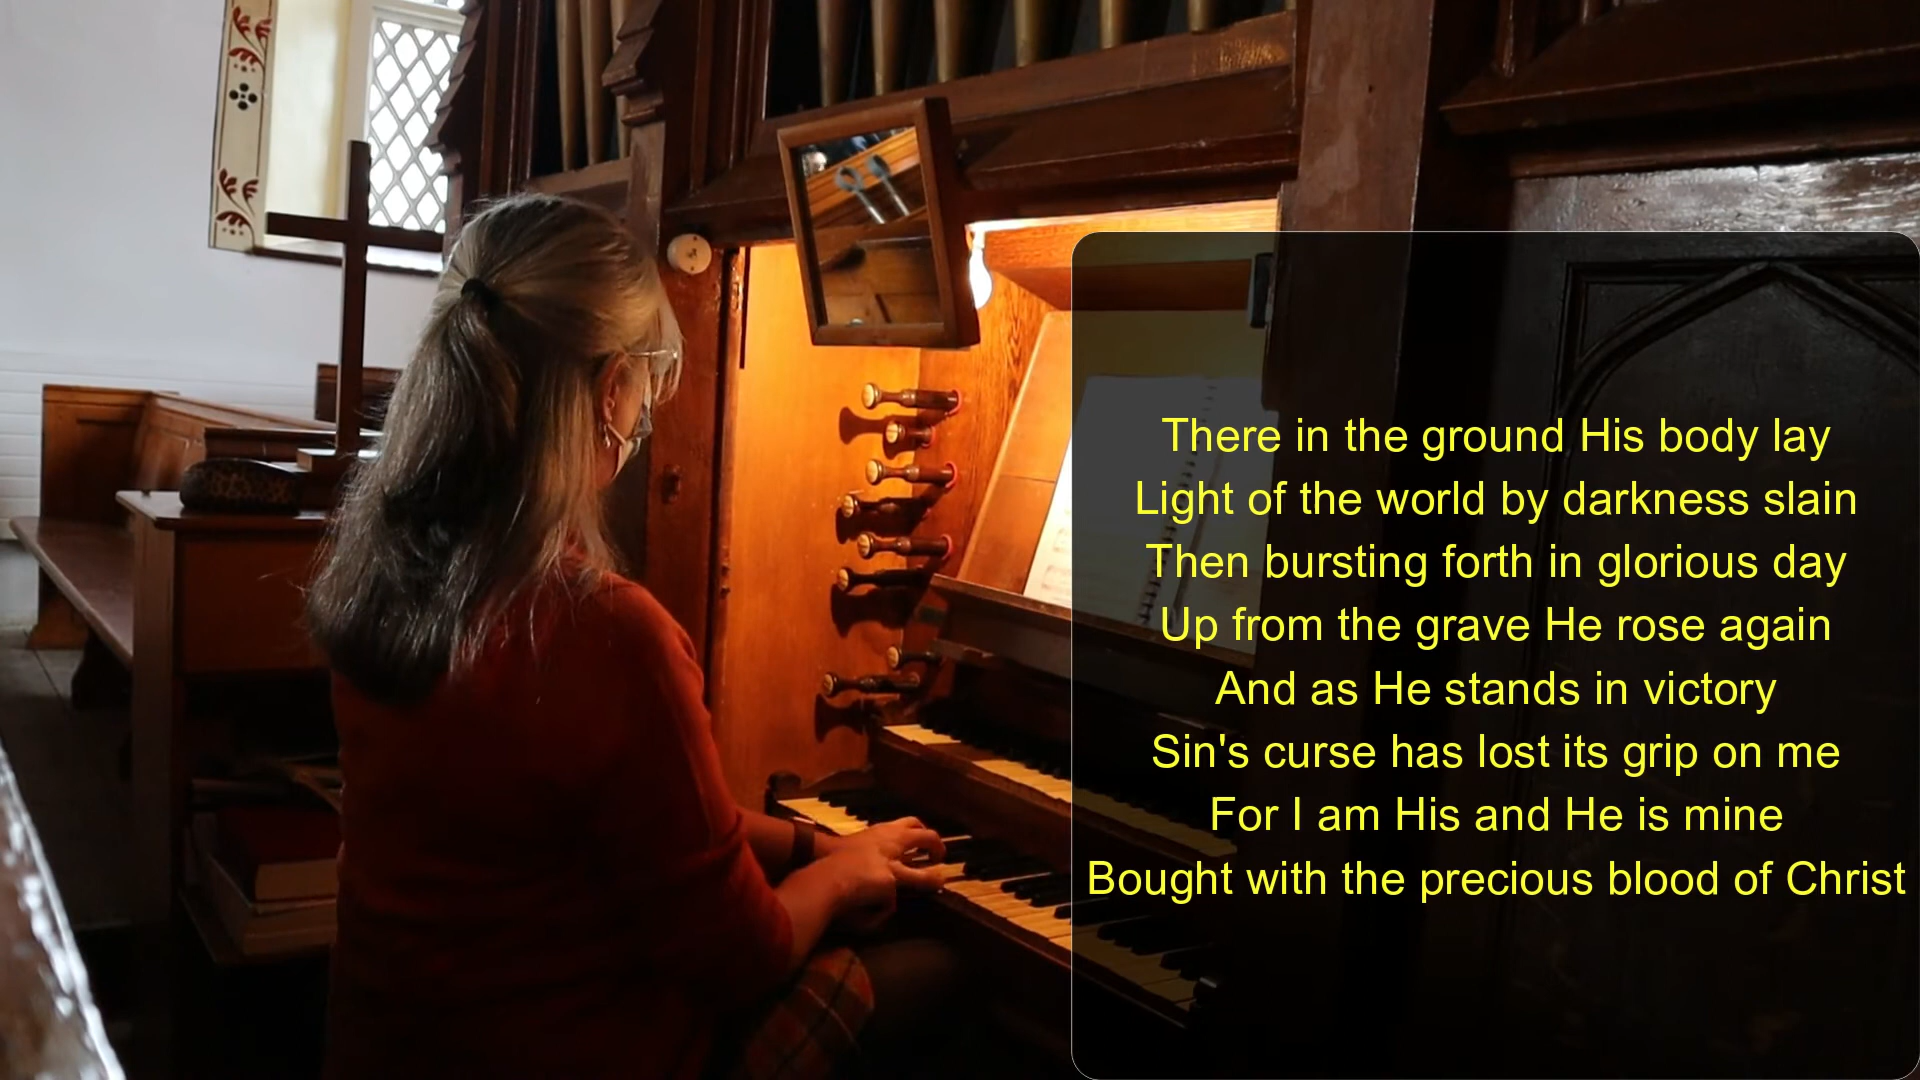 There in the ground His body lay
Light of the world by darkness slain
Then bursting forth in glorious day
Up from the grave He rose again
And as He stands in victory
Sin's curse has lost its grip on me
For I am His and He is mine
Bought with the precious blood of Christ